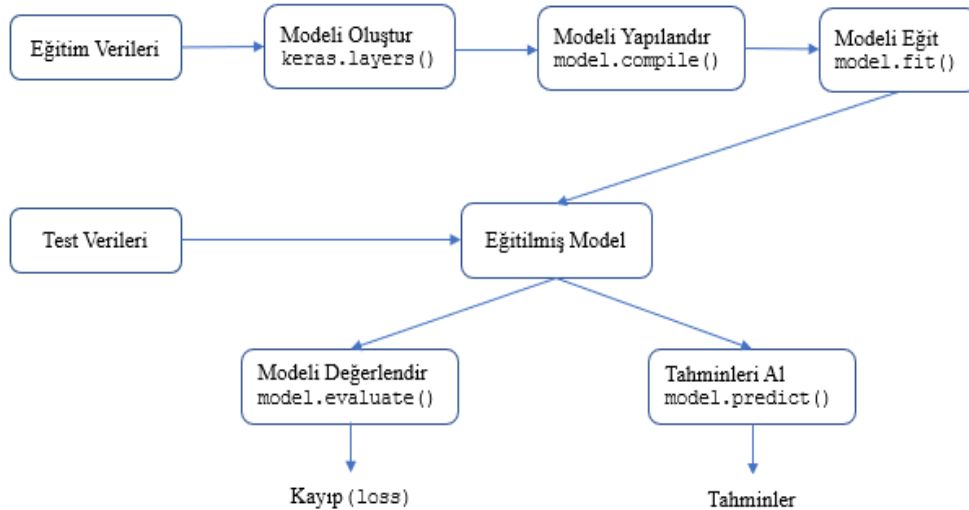 Eğitim Verileri
Modeli Oluştur
keras.layers()
Modeli Yapılandır
model.compile()
Modeli Eğit
model.fit()
Test Verileri
Eğitilmiş Model
Modeli Değerlendir
model.evaluate()
Tahminleri Al
model.predict()
Kayıp (loss)
Tahminler